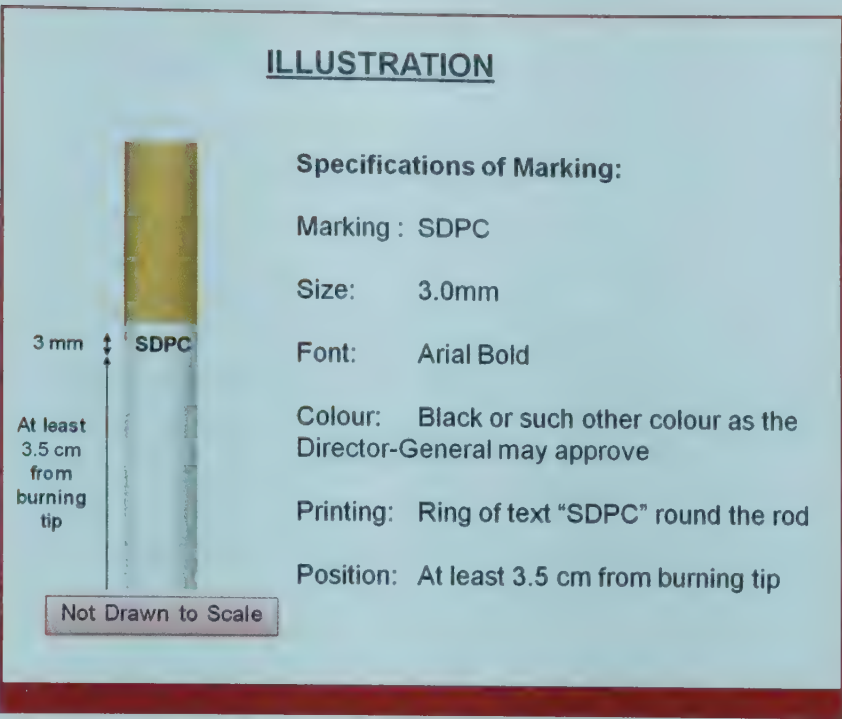 ILLUSTRATION
Specifications of Marking:
Marking : SDPC
Size: 3.0mm
3 mm
SDPC
Font: Arial Bold
At least
3.5 cm
from
burning
tip
Colour: Black or such other colour as the
Director-General may approve
Printing: Ring of text “SDPC” round the rod
Position: At least 3.5 cm from burning tip
Not Drawn to Scale